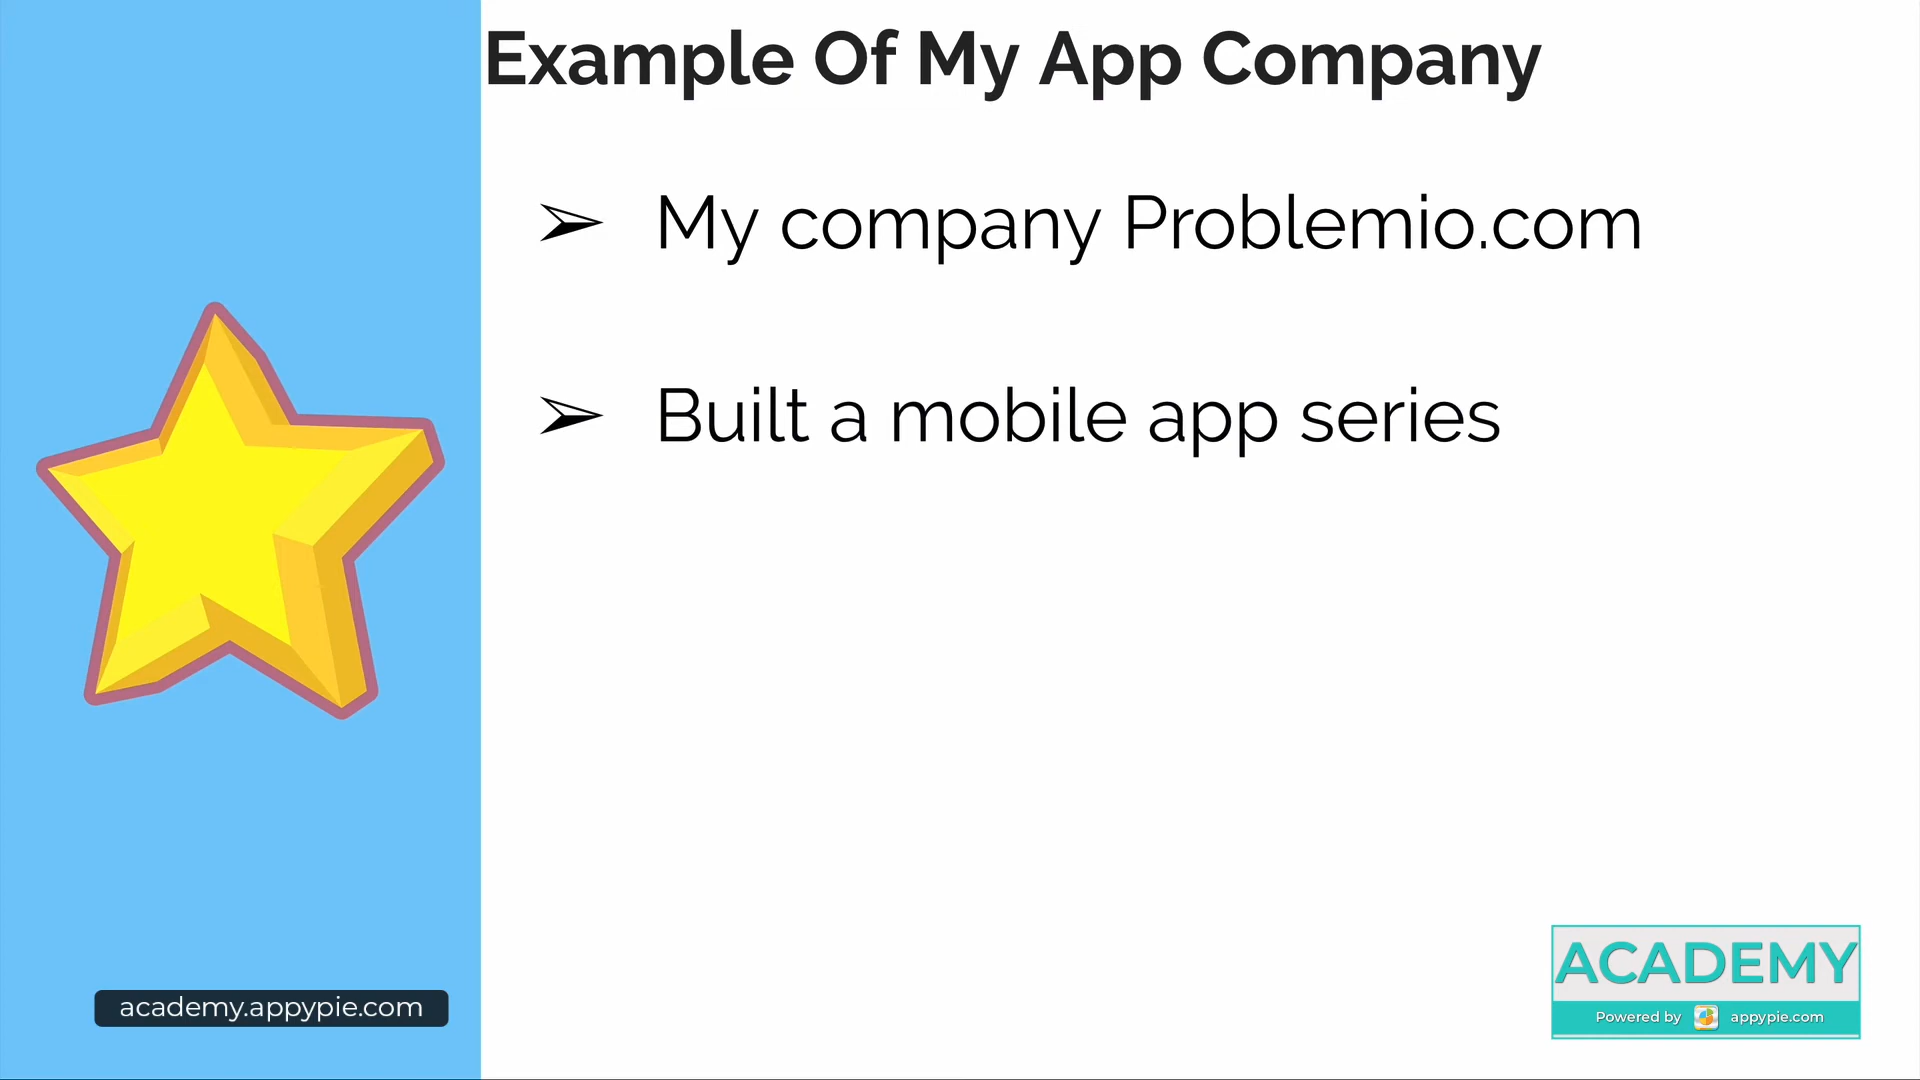 Example Of My App Company
➢ My company Problemio.com
➢ Built a mobile app series
academy.appypie.com
ACADEMY
Powered by appypie.com